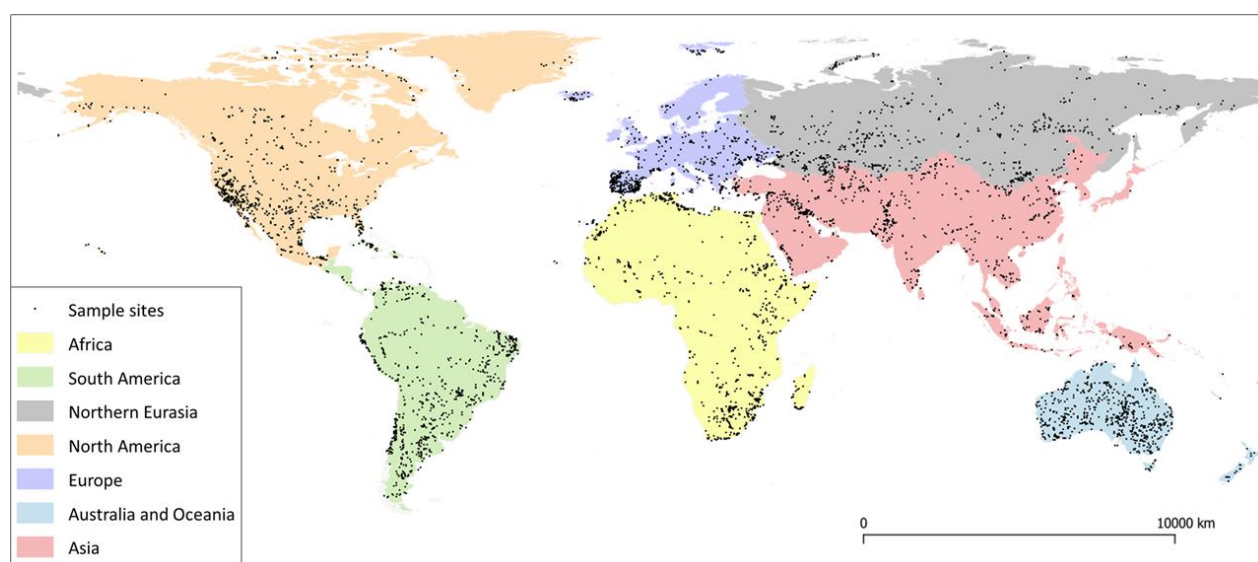 Sample sites
Africa
South America
Northern Eurasia
North America
Europe
Australia and Oceania
Asia
0 10000 km